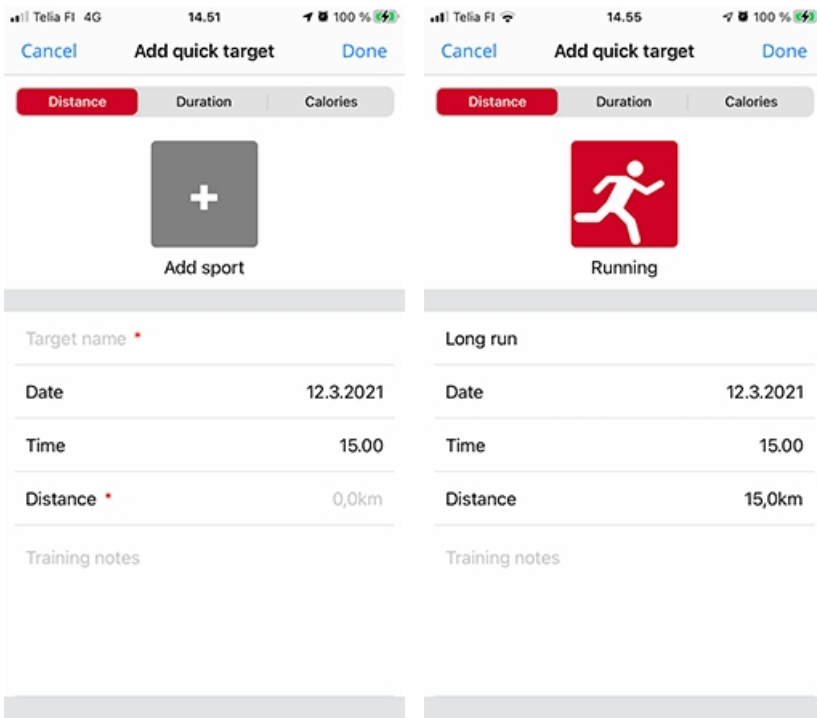 Telia FI 4G 14.51 100 %
Cancel Add quick target Done
Distance Duration Calories
+
Add sport
Target name *
Date 12.3.2021
Time 15.00
Distance * 0,0km
Training notes
Telia FI 14.55 100 %
Cancel Add quick target Done
Distance Duration Calories
Running
Long run
Date 12.3.2021
Time 15.00
Distance 15,0km
Training notes